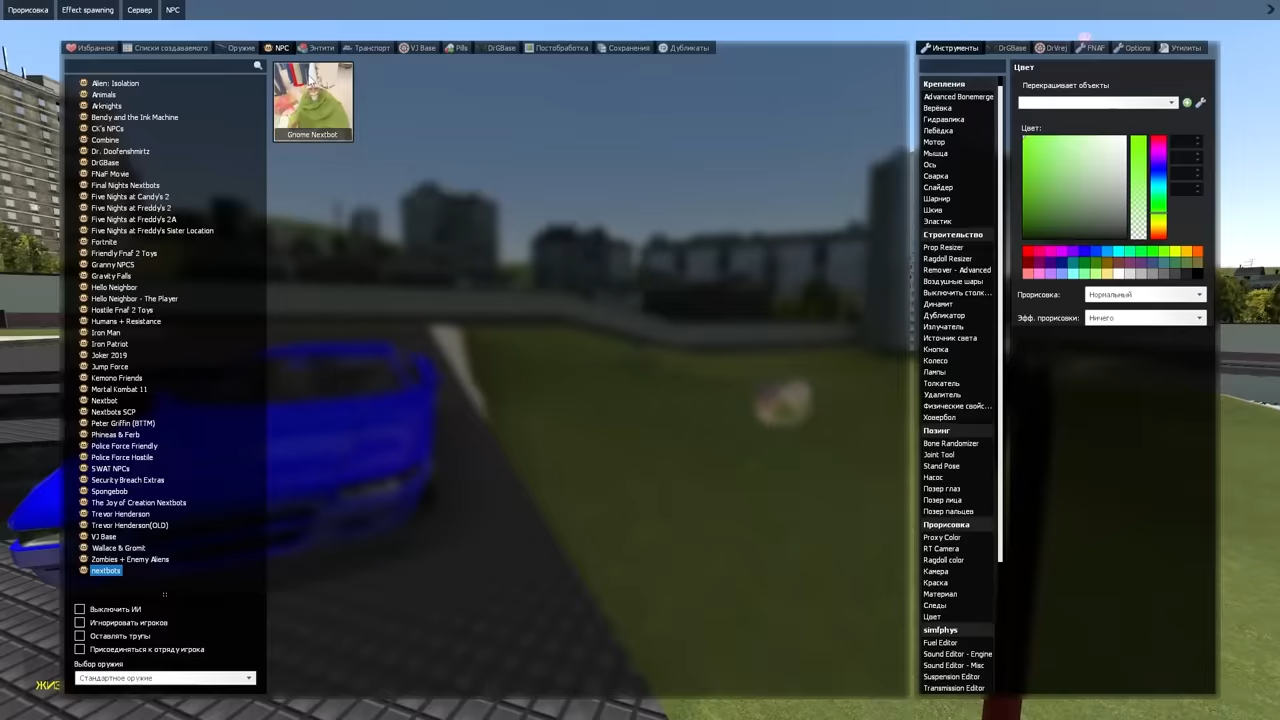 Прорисовка Effect spawning Сервер NPC
Избранное Списки создаваемого Оружие NPC Энтити Транспорт VJ Base Pills DrGBase Постобработка Сохранения Дубликаты
Инструменты DrGBase DrVrej FNAF Options Утилиты
Alien: Isolation
Animals
Arknights
Bendy and the Ink Machine
CK's NPCs
Combine
Dr. Doofenshmirtz
DrGBase
FNaF Movie
Final Nights Nextbots
Five Nights at Candy's 2
Five Nights at Freddy's 2
Five Nights at Freddy's 2A
Five Nights at Freddy's Sister Location
Fortnite
Friendly Fnaf 2 Toys
Granny NPCS
Gravity Falls
Hello Neighbor
Hello Neighbor - The Player
Hostile Fnaf 2 Toys
Humans + Resistance
Iron Man
Iron Patriot
Joker 2019
Jump Force
Kemono Friends
Mortal Kombat 11
Nextbot
Nextbots SCP
Peter Griffin (BTTM)
Phineas & Ferb
Police Force Friendly
Police Force Hostile
SWAT NPCs
Security Breach Extras
Spongebob
The Joy of Creation Nextbots
Trevor Henderson
Trevor Henderson(OLD)
VJ Base
Wallace & Gromit
Zombies + Enemy Aliens
nextbots
Выключить ИИ
Игнорировать игроков
Оставлять трупы
Присоединяться к отряду игрока
Выбор оружия
Стандартное оружие
Gnome Nextbot
Крепления
Advanced Bonemerge
Верёвка
Гидравлика
Лебёдка
Мотор
Мышца
Ось
Сварка
Слайдер
Шарнир
Шкив
Эластик
Строительство
Prop Resizer
Ragdoll Resizer
Remover - Advanced
Воздушные шары
Выключить столк...
Динамит
Дубликатор
Излучатель
Источник света
Кнопка
Колесо
Лампы
Толкатель
Удалитель
Физические свойс...
Ховербол
Позинг
Bone Randomizer
Joint Tool
Stand Pose
Насос
Позер глаз
Позер лица
Позер пальцев
Прорисовка
Proxy Color
RT Camera
Ragdoll color
Камера
Краска
Материал
Следы
Цвет
simfphys
Fuel Editor
Sound Editor - Engine
Sound Editor - Misc
Suspension Editor
Transmission Editor
Цвет
Перекрашивает объекты
Цвет:
Прорисовка: Нормальный
Эфф. прорисовки: Ничего